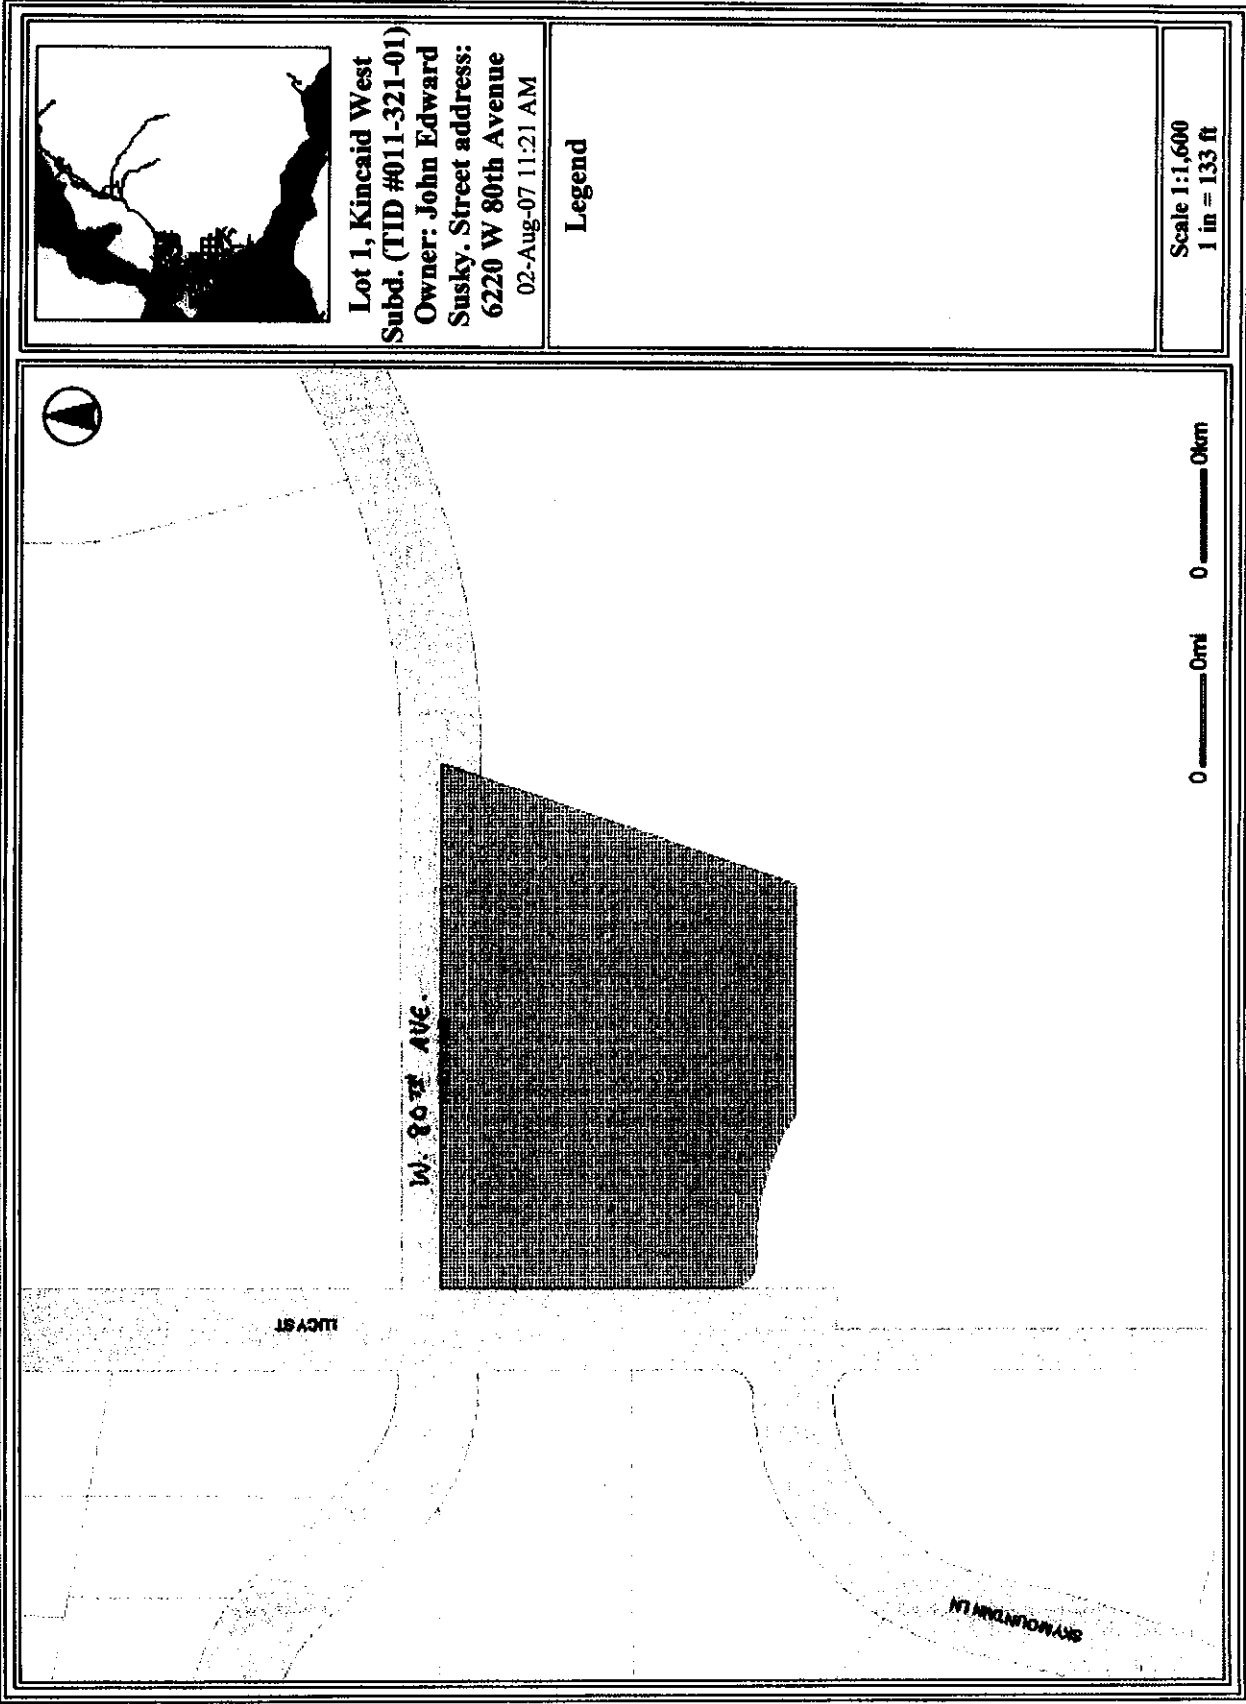 Lot 1, Kincaid West
Subd. (TID #011-321-01)
Owner: John Edward
Susky. Street address:
6220 W 80th Avenue
02-Aug-07 11:21 AM
Legend
Scale 1:1,600
1 in = 133 ft
W. 80TH AVE.
LUCY ST
SKY MOUNTAIN LN
0 0mi
0 0km